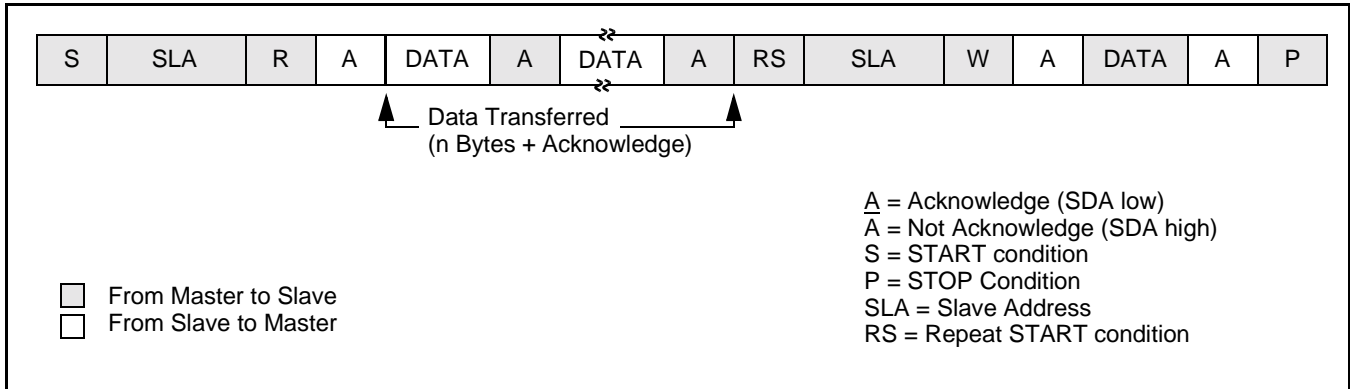 S SLA R A DATA A DATA A RS SLA W A DATA A P
Data Transferred
(n Bytes + Acknowledge)
A = Acknowledge (SDA low)
A̅ = Not Acknowledge (SDA high)
S = START condition
P = STOP Condition
SLA = Slave Address
RS = Repeat START condition
From Master to Slave
From Slave to Master